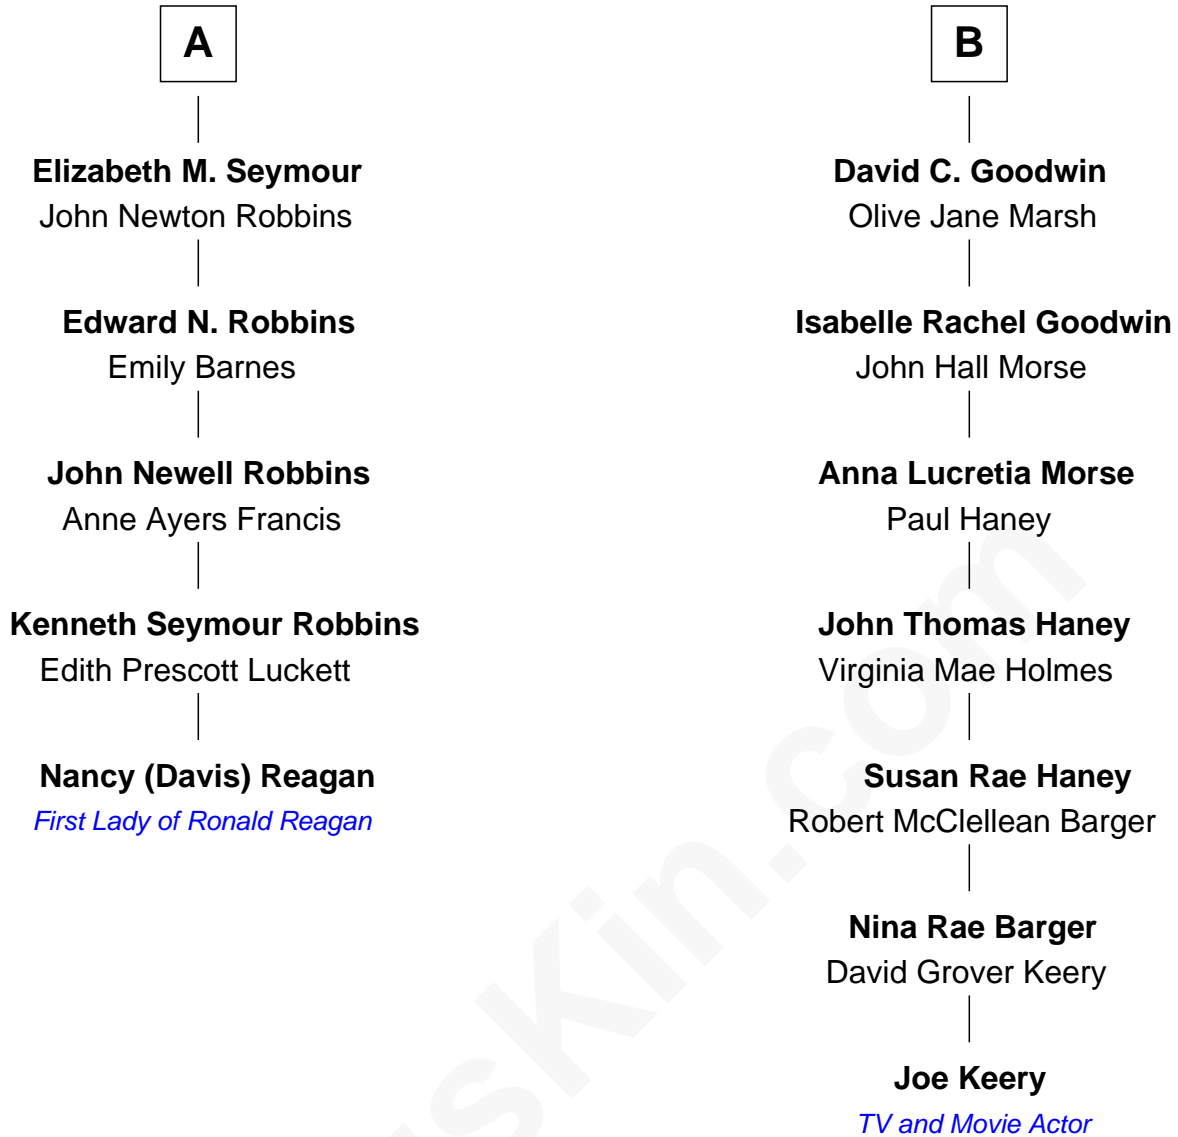 A
Elizabeth M. Seymour
John Newton Robbins
Edward N. Robbins
Emily Barnes
John Newell Robbins
Anne Ayers Francis
Kenneth Seymour Robbins
Edith Prescott Luckett
Nancy (Davis) Reagan
First Lady of Ronald Reagan
B
David C. Goodwin
Olive Jane Marsh
Isabelle Rachel Goodwin
John Hall Morse
Anna Lucretia Morse
Paul Haney
John Thomas Haney
Virginia Mae Holmes
Susan Rae Haney
Robert McClellean Barger
Nina Rae Barger
David Grover Keery
Joe Keery
TV and Movie Actor
sKin.com